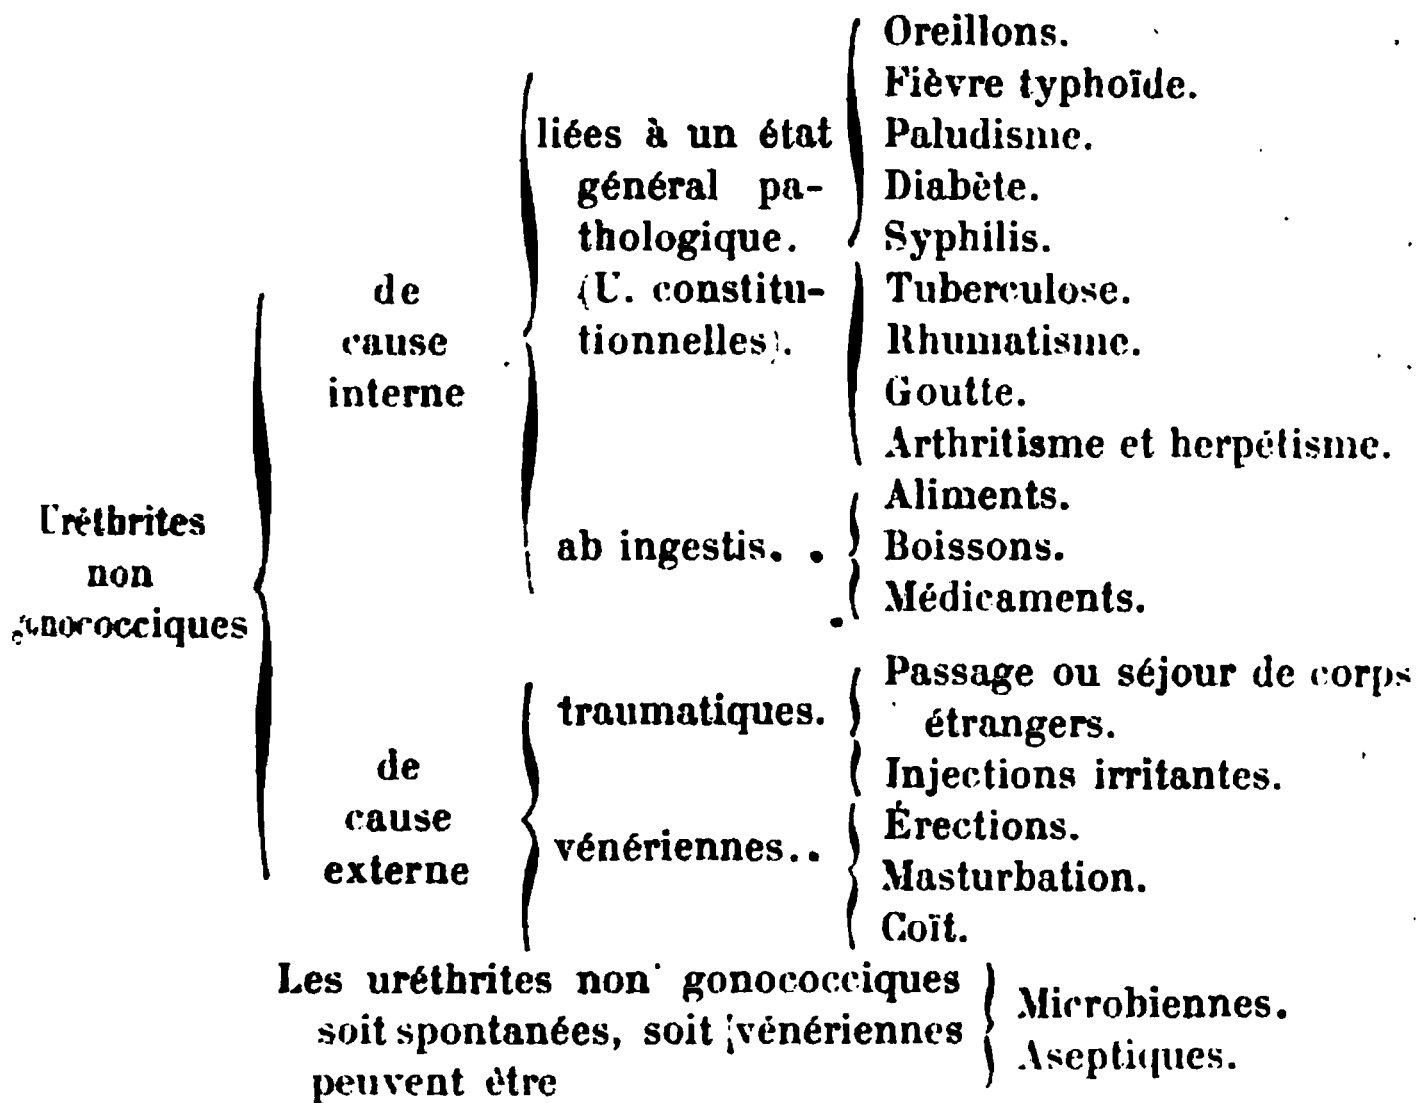 Uréthrites
non
gonococciques
de
cause
interne
liées à un état
général pa-
thologique.
(U. constitu-
tionnelles).
Oreillons.
Fièvre typhoïde.
Paludisme.
Diabète.
Syphilis.
Tuberculose.
Rhumatisme.
Goutte.
Arthritisme et herpétisme.
ab ingestis. .
Aliments.
Boissons.
Médicaments.
de
cause
externe
traumatiques.
Passage ou séjour de corps
étrangers.
Injections irritantes.
vénériennes..
Érections.
Masturbation.
Coït.
Les uréthrites non gonococciques
soit spontanées, soit vénériennes
peuvent être
Microbiennes.
Aseptiques.